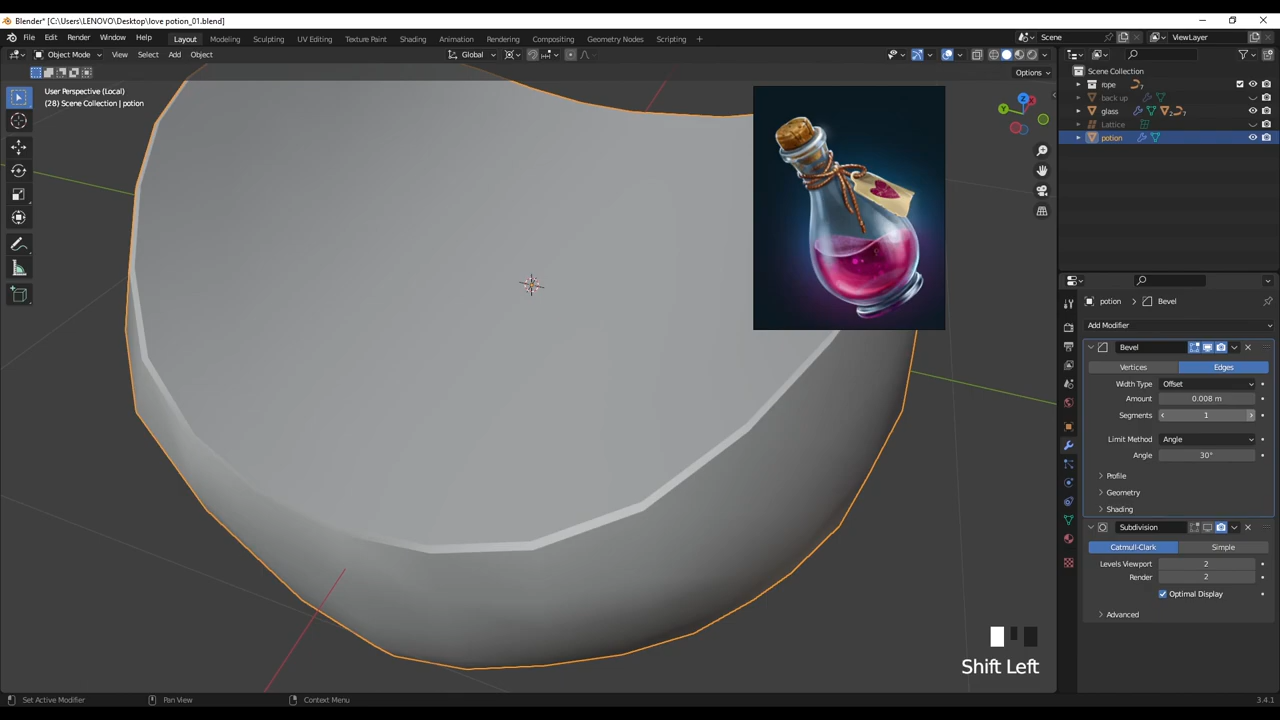 Blender* [C:\Users\LENOVO\Desktop\love potion_01.blend]
File Edit Render Window Help Layout Modeling Sculpting UV Editing Texture Paint Shading Animation Rendering Compositing Geometry Nodes Scripting Scene ViewLayer
Object Mode View Select Add Object Global
Options
User Perspective (Local)
(28) Scene Collection | potion
Scene Collection
rope 7
back up
glass 2 7
Lattice
potion
potion Bevel
Add Modifier
Bevel
Vertices Edges
Width Type Offset
Amount 0.008 m
Segments 1
Limit Method Angle
Angle 30°
Profile
Geometry
Shading
Subdivision
Catmull-Clark Simple
Levels Viewport 2
Render 2
Optimal Display
Advanced
Shift Left
Set Active Modifier Pan View Context Menu 3.4.1